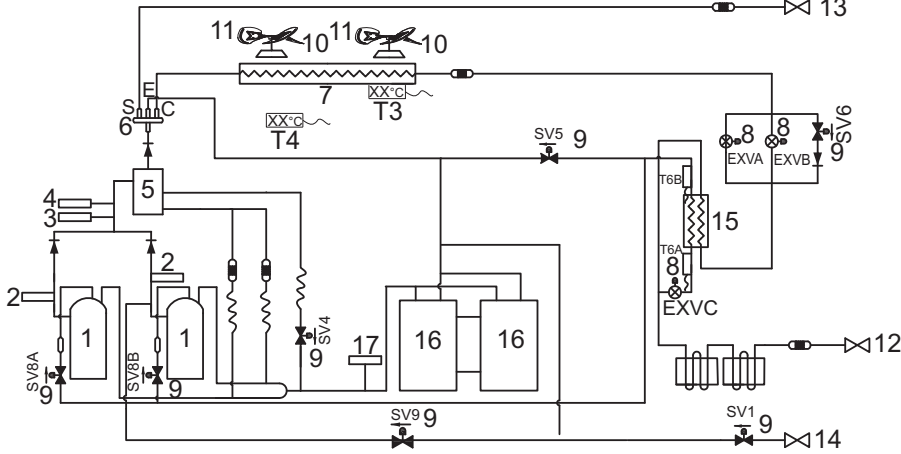 13
11 10 11 10
S E C
6
7
XX°C
T3
XX°C
T4
8 8 SV6
EXVA EXVB 9
SV5 9
4
3
5
T6B
15
T6A
8
EXVC
2
2
1
1
SV4
9
17
16
16
12
SV8A
9
SV8B
9
SV9 9
SV1 9
14